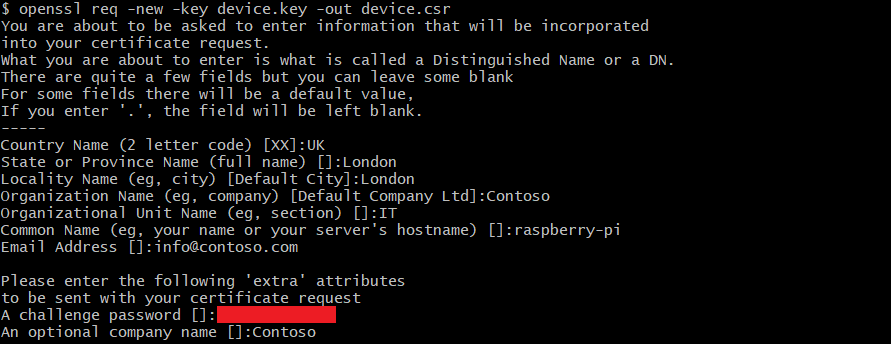 $ openssl req -new -key device.key -out device.csr
You are about to be asked to enter information that will be incorporated
into your certificate request.
What you are about to enter is what is called a Distinguished Name or a DN.
There are quite a few fields but you can leave some blank
For some fields there will be a default value,
If you enter '.', the field will be left blank.
-----
Country Name (2 letter code) [XX]:UK
State or Province Name (full name) []:London
Locality Name (eg, city) [Default City]:London
Organization Name (eg, company) [Default Company Ltd]:Contoso
Organizational Unit Name (eg, section) []:IT
Common Name (eg, your name or your server's hostname) []:raspberry-pi
Email Address []:info@contoso.com
Please enter the following 'extra' attributes
to be sent with your certificate request
A challenge password []:
An optional company name []:Contoso